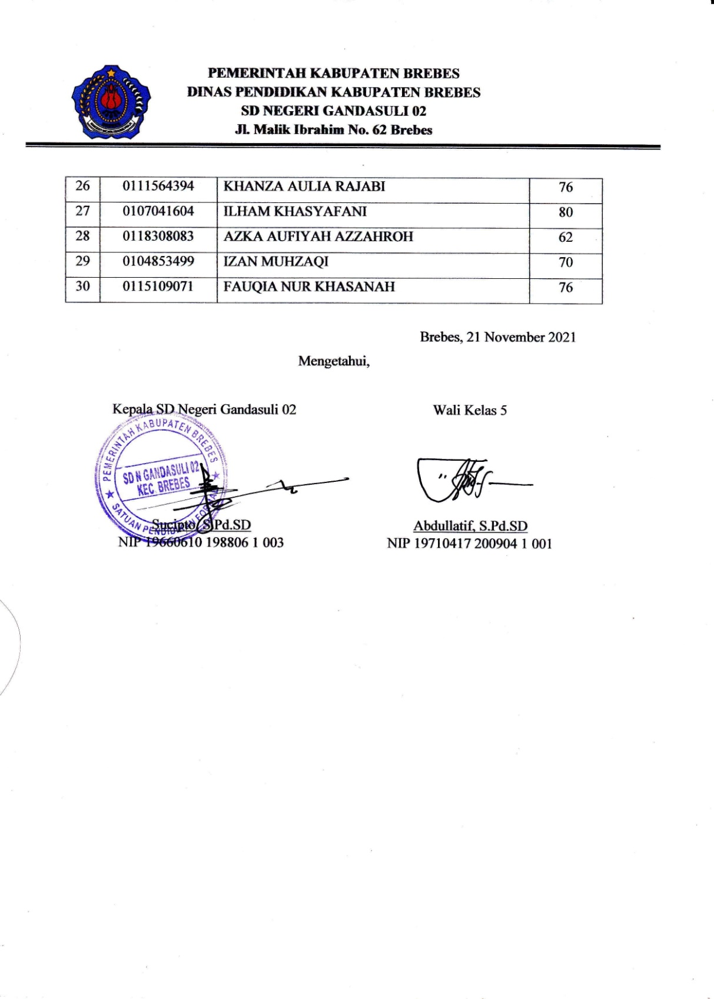 PEMERINTAH KABUPATEN BREBES
DINAS PENDIDIKAN KABUPATEN BREBES
SD NEGERI GANDASULI 02
Jl. Malik Ibrahim No. 62 Brebes
26 0111564394 KHANZA AULIA RAJABI 76
27 0107041604 ILHAM KHASYAFANI 80
28 0118308083 AZKA AUFIYAH AZZAHROH 62
29 0104853499 IZAN MUHZAQI 70
30 0115109071 FAUQIA NUR KHASANAH 76
Brebes, 21 November 2021
Mengetahui,
Kepala SD Negeri Gandasuli 02 Wali Kelas 5
PEMERINTAH KABUPATEN BREBES
SD N GANDASULI 02
KEC. BREBES
SATUAN PENDIDIKAN FORMAL
Sucipto, S.Pd.SD Abdullatif, S.Pd.SD
NIP 19660610 198806 1 003 NIP 19710417 200904 1 001